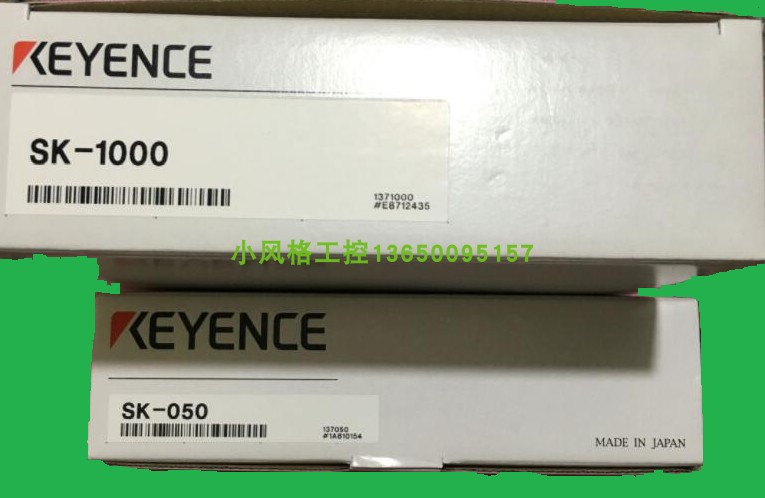 KEYENCE
SK-1000
1371000
#E8712435
小风格工控13650095157
KEYENCE
SK-050
137050
#1A810154
MADE IN JAPAN